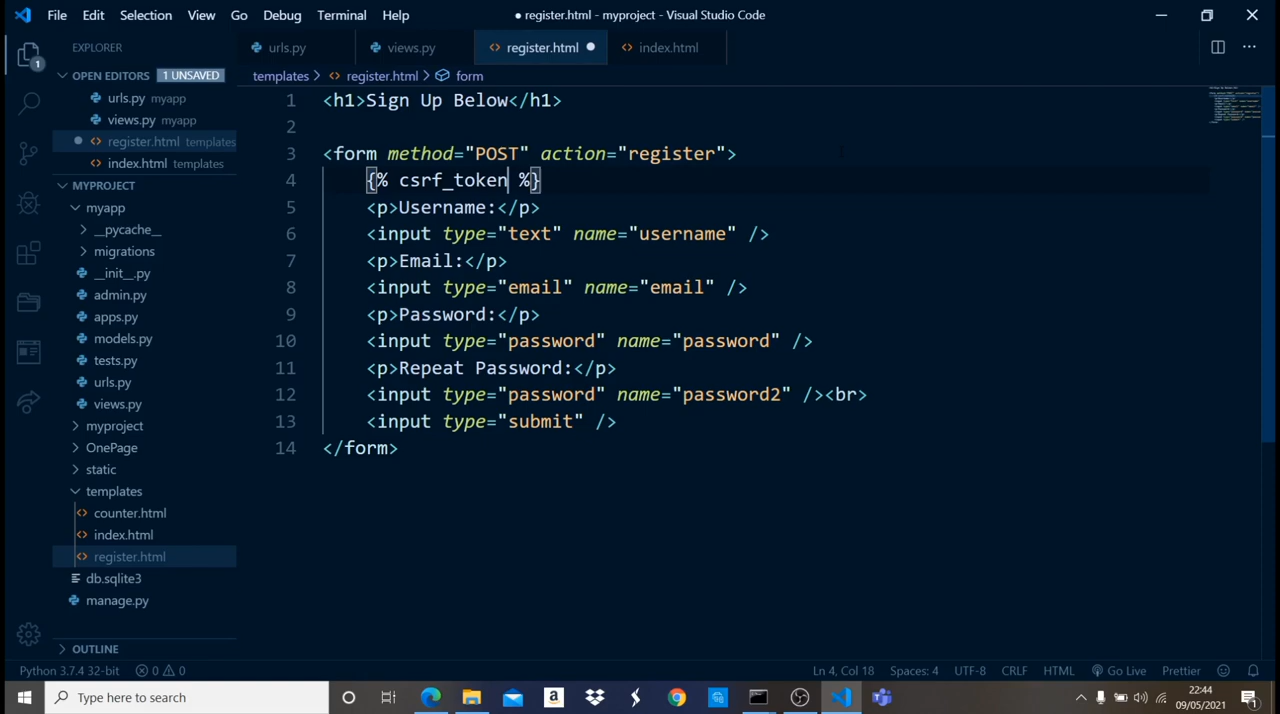 File Edit Selection View Go Debug Terminal Help
● register.html - myproject - Visual Studio Code
EXPLORER
OPEN EDITORS 1 UNSAVED
urls.py myapp
views.py myapp
register.html templates
index.html templates
MYPROJECT
myapp
__pycache__
migrations
__init__.py
admin.py
apps.py
models.py
tests.py
urls.py
views.py
myproject
OnePage
static
templates
counter.html
index.html
register.html
db.sqlite3
manage.py
OUTLINE
1
urls.py views.py register.html ● index.html
templates > register.html > form
1 <h1>Sign Up Below</h1>
2
3 <form method="POST" action="register">
4 {% csrf_token %}
5 <p>Username:</p>
6 <input type="text" name="username" />
7 <p>Email:</p>
8 <input type="email" name="email" />
9 <p>Password:</p>
10 <input type="password" name="password" />
11 <p>Repeat Password:</p>
12 <input type="password" name="password2" /><br>
13 <input type="submit" />
14 </form>
Python 3.7.4 32-bit 0 0 Ln 4, Col 18 Spaces: 4 UTF-8 CRLF HTML Go Live Prettier
Type here to search
22:44
09/05/2021
1